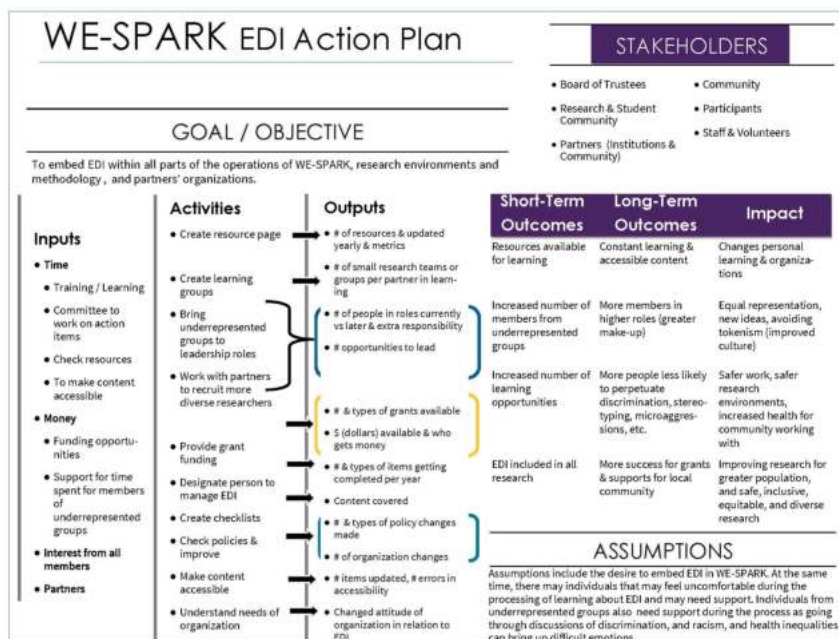 WE-SPARK EDI Action Plan
STAKEHOLDERS
• Board of Trustees
• Research & Student
Community
• Partners (Institutions &
Community)
• Community
• Participants
• Staff & Volunteers
GOAL / OBJECTIVE
To embed EDI within all parts of the operations of WE-SPARK, research environments and
methodology , and partners' organizations.
Inputs
• Time
• Training / Learning
• Committee to
work on action
items
• Check resources
• To make content
accessible
• Money
• Funding opportu-
nities
• Support for time
spent for members
of
underrepresented
groups
• Interest from all
members
• Partners
Activities
• Create resource page
• Create learning
groups
• Bring
underrepresented
groups to
leadership roles
• Work with partners
to recruit more
diverse researchers
• Provide grant
funding
• Designate person to
manage EDI
• Create checklists
• Check policies &
improve
• Make content
accessible
• Understand needs of
organization
Outputs
• # of resources & updated
yearly & metrics
• # of small research teams or
groups per partner in learn-
ing
• # of people in roles currently
vs later & extra responsibility
• # opportunities to lead
• # & types of grants available
• $ (dollars) available & who
gets money
• # & types of items getting
completed per year
• Content covered
• # & types of policy changes
made
• # of organization changes
• # items updated, # errors in
accessibility
• Changed attitude of
organization in relation to
EDI
Short-Term
Outcomes
Long-Term
Outcomes
Impact
Resources available
for learning
Constant learning &
accessible content
Changes personal
learning & organiza-
tions
Increased number of
members from
underrepresented
groups
More members in
higher roles (greater
make-up)
Equal representation,
new ideas, avoiding
tokenism (improved
culture)
Increased number of
learning
opportunities
More people less likely
to perpetuate
discrimination, stereo-
typing, microaggres-
sions, etc.
Safer work, safer
research
environments,
increased health for
community working
with
EDI included in all
research
More success for grants
& supports for local
community
Improving research for
greater population,
and safe, inclusive,
equitable, and diverse
research
ASSUMPTIONS
Assumptions include the desire to embed EDI in WE-SPARK. At the same
time, there may individuals that may feel uncomfortable during the
processing of learning about EDI and may need support. Individuals from
underrepresented groups also need support during the process as going
through discussions of discrimination, and racism, and health inequalities
can bring up difficult emotions.